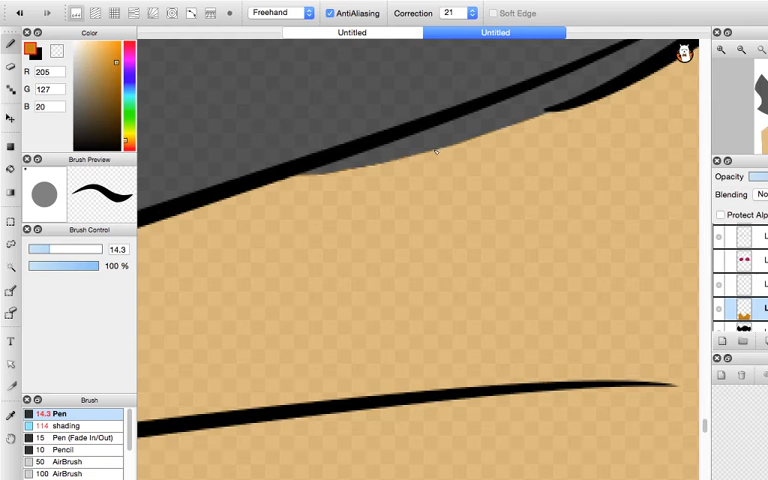 Freehand AntiAliasing Correction 21 Soft Edge
Untitled Untitled
Color
R 205
G 127
B 20
Brush Preview
Brush Control
14.3
100 %
Brush
14.3 Pen
114 shading
15 Pen (Fade In/Out)
10 Pencil
50 AirBrush
100 AirBrush
T
Opacity
Blending No
Protect Alp
L
L
L
L
L